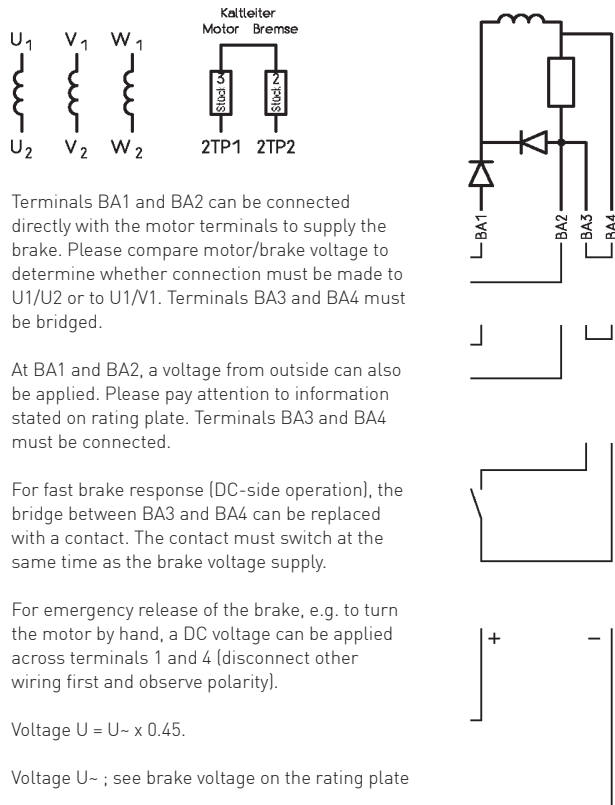 Kaltleiter
Motor Bremse
U1 V1 W1
3 Stück 2 Stück
U2 V2 W2 2TP1 2TP2
BA1 BA2 BA3 BA4
Terminals BA1 and BA2 can be connected
directly with the motor terminals to supply the
brake. Please compare motor/brake voltage to
determine whether connection must be made to
U1/U2 or to U1/V1. Terminals BA3 and BA4 must
be bridged.
At BA1 and BA2, a voltage from outside can also
be applied. Please pay attention to information
stated on rating plate. Terminals BA3 and BA4
must be connected.
For fast brake response (DC-side operation), the
bridge between BA3 and BA4 can be replaced
with a contact. The contact must switch at the
same time as the brake voltage supply.
For emergency release of the brake, e.g. to turn
the motor by hand, a DC voltage can be applied
across terminals 1 and 4 (disconnect other
wiring first and observe polarity).
+ −
Voltage U = U~ x 0.45.
Voltage U~ ; see brake voltage on the rating plate